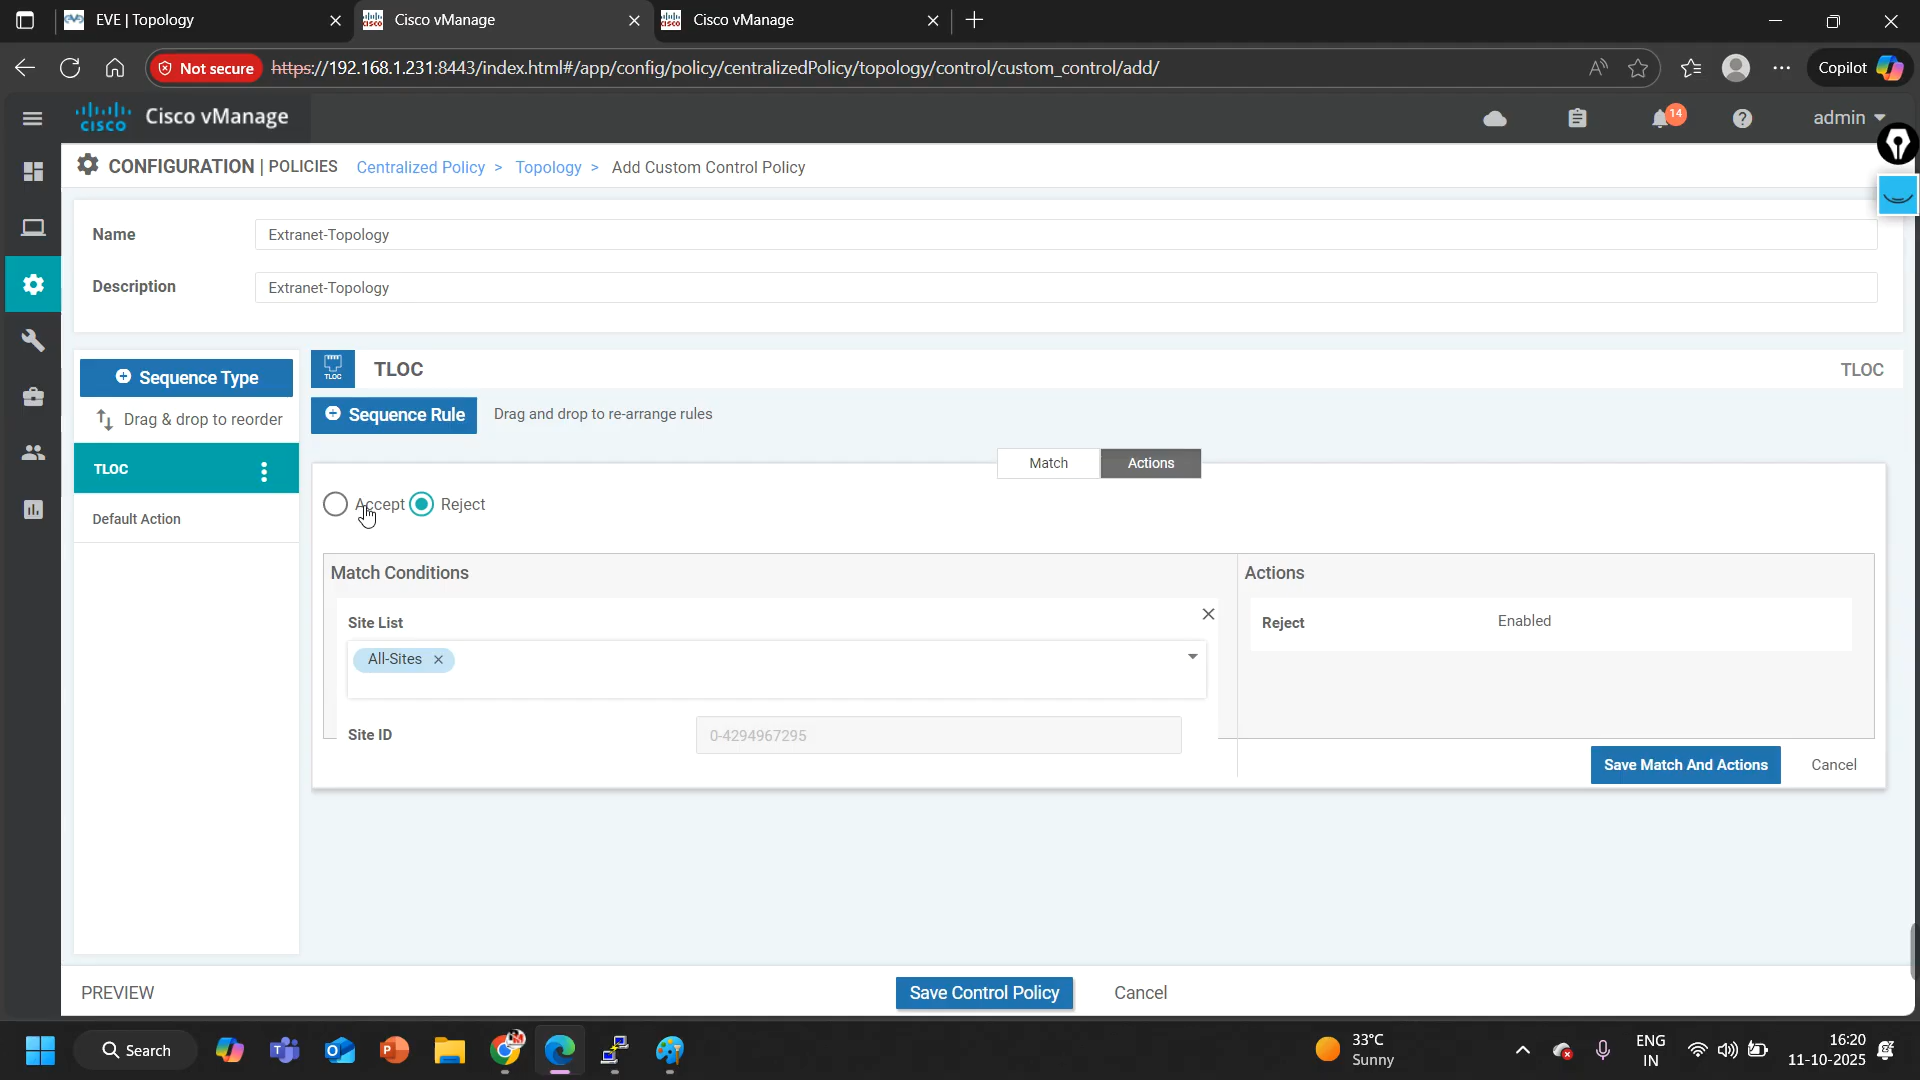 EVE | Topology
Cisco vManage
Cisco vManage
Not secure
https://192.168.1.231:8443/index.html#/app/config/policy/centralizedPolicy/topology/control/custom_control/add/
Copilot
cisco
Cisco vManage
14
admin
CONFIGURATION | POLICIES Centralized Policy > Topology > Add Custom Control Policy
Name Extranet-Topology
Description Extranet-Topology
Sequence Type
Drag & drop to reorder
TLOC
Default Action
TLOC
TLOC
TLOC
Sequence Rule Drag and drop to re-arrange rules
Match Actions
Accept Reject
Match Conditions
Site List
All-Sites
Site ID 0-4294967295
Actions
Reject Enabled
Save Match And Actions Cancel
PREVIEW Save Control Policy Cancel
Search
33°C
Sunny
ENG
IN
16:20
11-10-2025